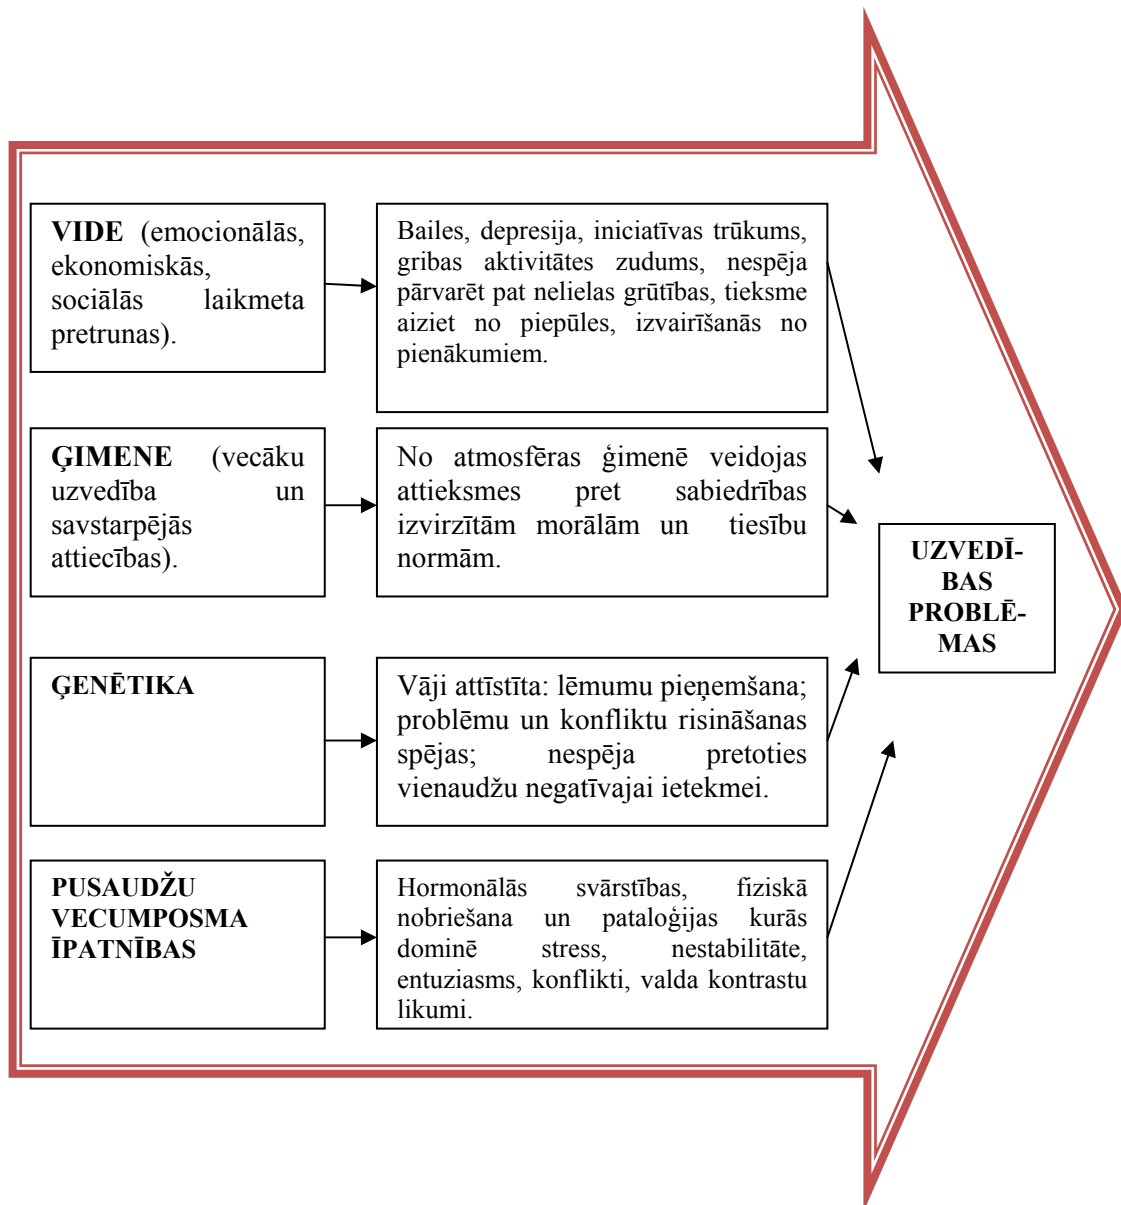 VIDE (emocionālās,
ekonomiskās,
sociālās laikmeta
pretrunas).
Bailes, depresija, iniciatīvas trūkums,
gribas aktivitātes zudums, nespēja
pārvarēt pat nelielas grūtības, tieksme
aiziet no piepūles, izvairīšanās no
pienākumiem.
ĢIMENE (vecāku
uzvedība un
savstarpējās
attiecības).
No atmosfēras ģimenē veidojas
attieksmes pret sabiedrības
izvirzītām morālām un tiesību
normām.
UZVEDĪ-
BAS
PROBLĒ-
MAS
ĢENĒTIKA
Vāji attīstīta: lēmumu pieņemšana;
problēmu un konfliktu risināšanas
spējas; nespēja pretoties
vienaudžu negatīvajai ietekmei.
PUSAUDŽU
VECUMPOSMA
ĪPATNĪBAS
Hormonālās svārstības, fiziskā
nobriešana un pataloģijas kurās
dominē stress, nestabilitāte,
entuziasms, konflikti, valda kontrastu
likumi.